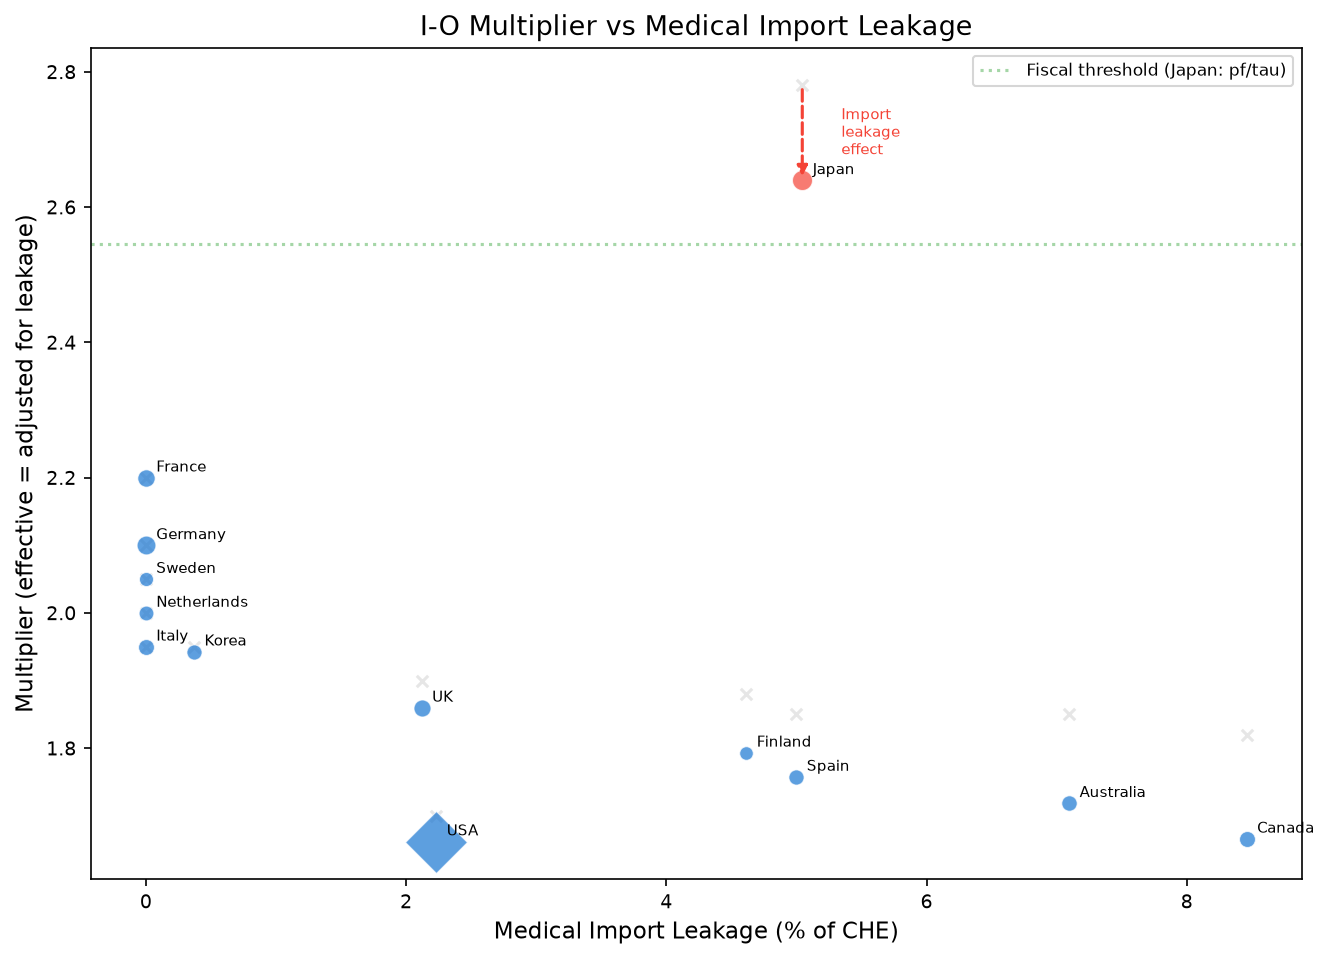 I-O Multiplier vs Medical Import Leakage
Fiscal threshold (Japan: pf/tau)
Import
leakage
effect
Japan
France
Germany
Sweden
Netherlands
Italy
Korea
UK
Finland
Spain
USA
Australia
Canada
2.8
2.6
2.4
2.2
2.0
1.8
Multiplier (effective = adjusted for leakage)
0
2
4
6
8
Medical Import Leakage (% of CHE)